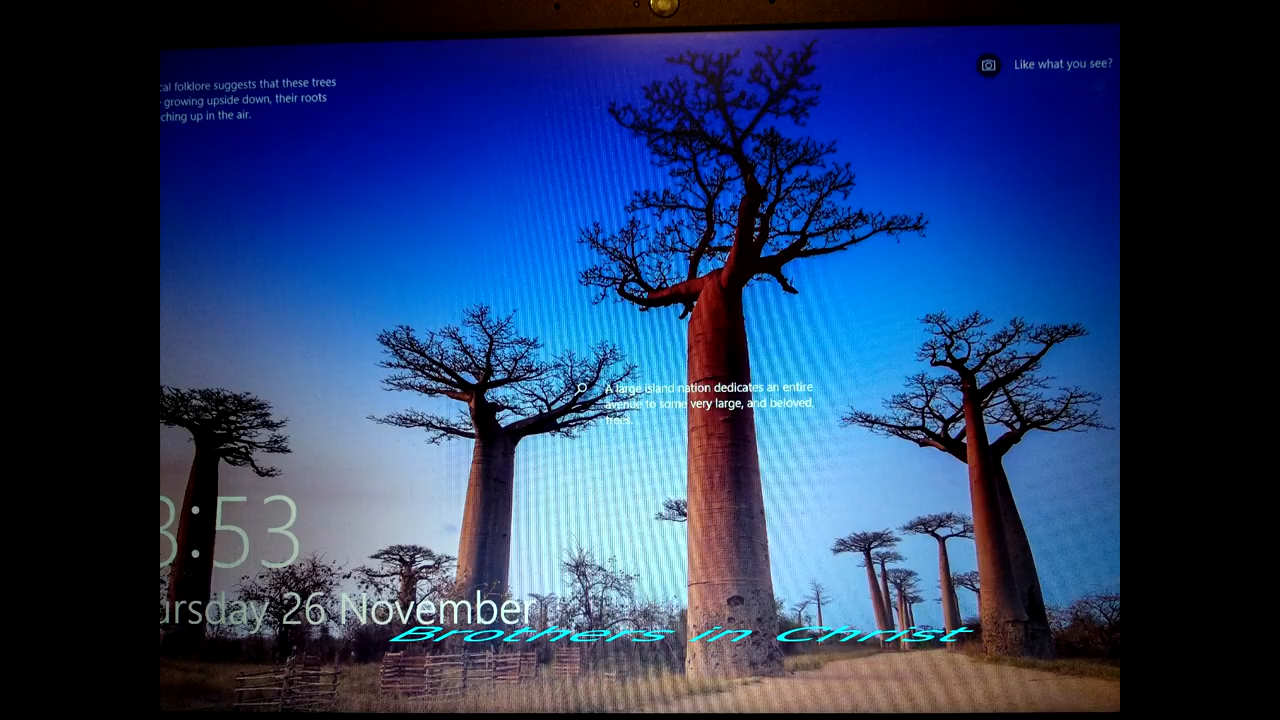 cal folklore suggests that these trees
growing upside down, their roots
ching up in the air.
Like what you see?
A large island nation dedicates an entire
avenue to some very large, and beloved,
trees.
3:53
ursday 26 November
Brothers in Christ